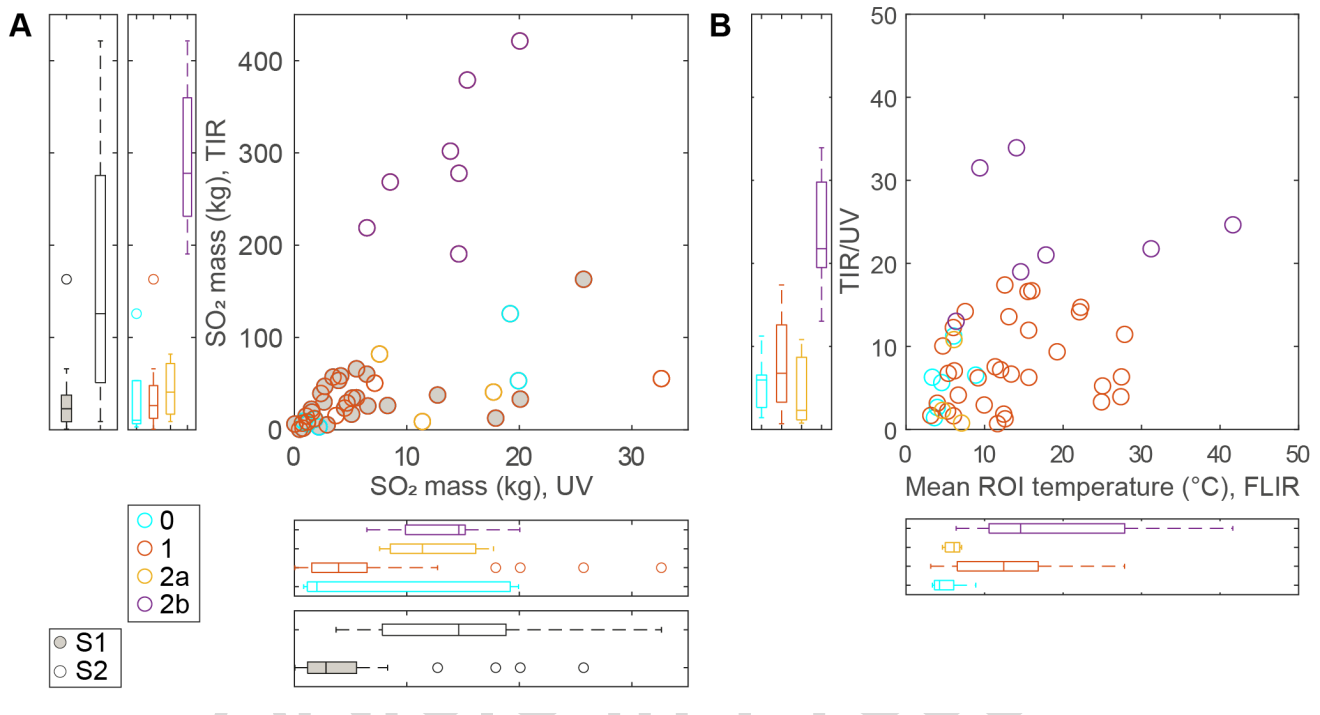 A
B
SO₂ mass (kg), TIR
400
300
200
100
0
0
10
20
30
SO₂ mass (kg), UV
TIR/UV
50
40
30
20
10
0
0
10
20
30
40
50
Mean ROI temperature (°C), FLIR
0
1
2a
2b
S1
S2